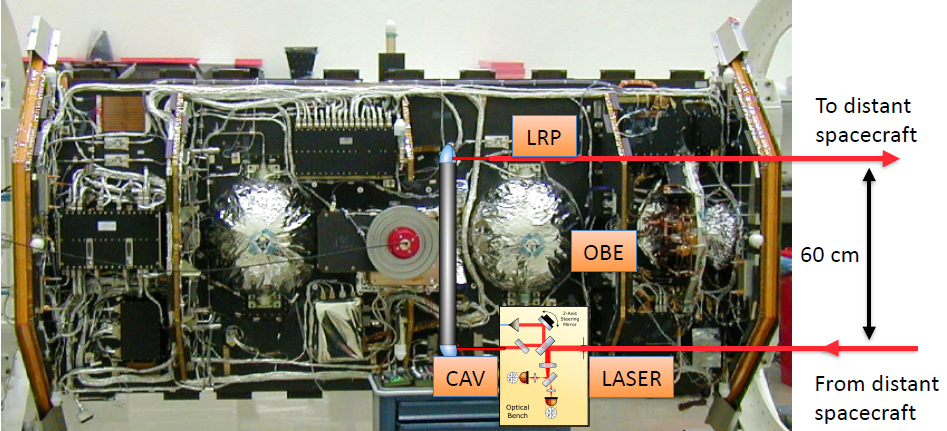 LRP
To distant
spacecraft
OBE
60 cm
2-Axis
Steering
Mirror
CAV
LASER
Optical
Bench
From distant
spacecraft